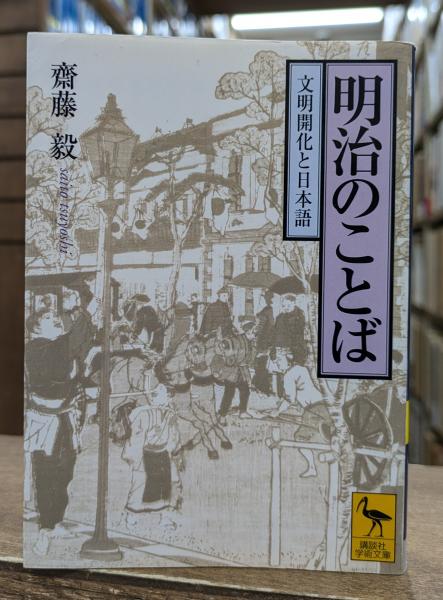 明治のことば
文明開化と日本語
齋藤 毅
saito tsuyoshi
講談社
学術文庫